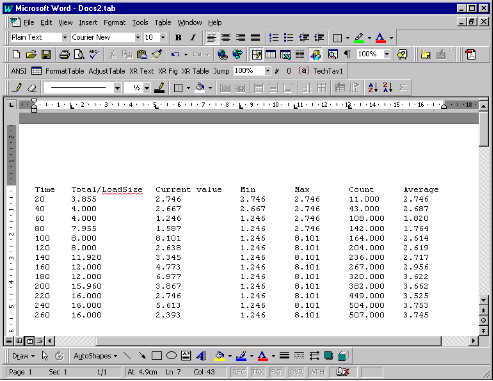 Microsoft Word - Docs2.tab
File Edit View Insert Format Tools Table Window Help
Plain Text Courier New 10 B I U
100%
ANSI FormatTable AdjustTable XR Text XR Fig XR Table Jump 100% # 0 a TechTav1
½
Time Total/LoadSize Current value Min Max Count Average
20 3.855 2.746 2.746 2.746 11.000 2.746
40 4.000 2.667 2.667 2.746 43.000 2.687
60 4.000 1.246 1.246 2.746 108.000 1.820
80 7.955 1.587 1.246 2.746 142.000 1.764
100 8.000 8.101 1.246 8.101 164.000 2.614
120 8.000 2.638 1.246 8.101 204.000 2.619
140 11.920 3.345 1.246 8.101 236.000 2.717
160 12.000 4.773 1.246 8.101 267.000 2.956
180 12.000 6.977 1.246 8.101 320.000 3.622
200 15.960 3.867 1.246 8.101 382.000 3.662
220 16.000 2.746 1.246 8.101 449.000 3.525
240 16.000 5.613 1.246 8.101 504.000 3.753
260 16.000 2.393 1.246 8.101 507.000 3.745
Draw AutoShapes
Page 1 Sec 1 1/1 At 4.9cm Ln 7 Col 43 REC TRK EXT OVR WPH